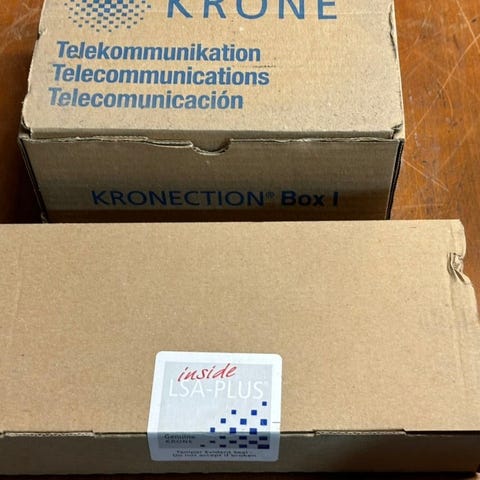 KRONE
Telekommunikation
Telecommunications
Telecomunicación
KRONECTION® Box I
inside
LSA-PLUS®
Genuine
KRONE
Tamper Evident Seal -
Do not accept if broken